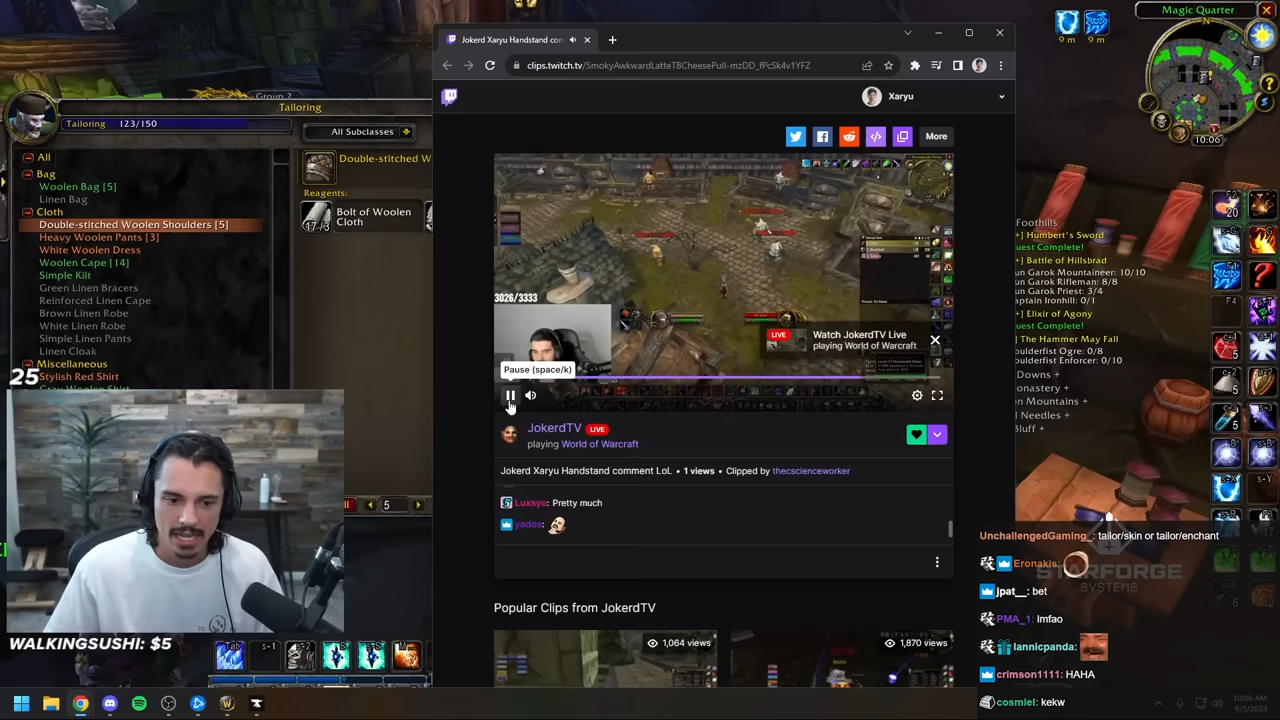 Group 2
Tailoring
Tailoring 123/150
All Subclasses
All
Bag
Woolen Bag [5]
Linen Bag
Cloth
Double-stitched Woolen Shoulders [5]
Heavy Woolen Pants [3]
White Woolen Dress
Woolen Cape [14]
Simple Kilt
Green Linen Bracers
Reinforced Linen Cape
Brown Linen Robe
White Linen Robe
Simple Linen Pants
Linen Cloak
Miscellaneous
Stylish Red Shirt
25
Double-stitched W
Reagents:
17/3
Bolt of Woolen
Cloth
5
WALKINGSUSHI: $5
Jokerd Xaryu Handstand com
clips.twitch.tv/SmokyAwkwardLatteTBCheesePull-mzDD_fPcSk4v1YFZ
Xaryu
More
3026/3333
LIVE
Watch JokerdTV Live
playing World of Warcraft
Pause (space/k)
JokerdTV LIVE
playing World of Warcraft
Jokerd Xaryu Handstand comment Lol. • 1 views • Clipped by thecscienceworker
Luxsyo: Pretty much
yados:
Popular Clips from JokerdTV
1,064 views
1,870 views
Magic Quarter
N
9 m 9 m
10:06
Foothills
+] Humbert's Sword
uest Complete!
+] Battle of Hillsbrad
un Garok Mountaineer: 10/10
un Garok Rifleman: 8/8
un Garok Priest: 3/4
aptain Ironhill: 0/1
+] Elixir of Agony
uest Complete!
] The Hammer May Fall
oulderfist Ogre: 0/8
oulderfist Enforcer: 0/10
Downs +
onastery +
on Mountains +
l Needles +
Bluff +
F2
20
F4
UnchallengedGaming_: tailor/skin or tailor/enchant
Eronakis:
STARFORGE
SYSTEMS
jpat__: bet
PMA_1: lmfao
lannicpanda:
crimson1111: HAHA
cosmiel: kekw
10:06 AM
9/5/2023